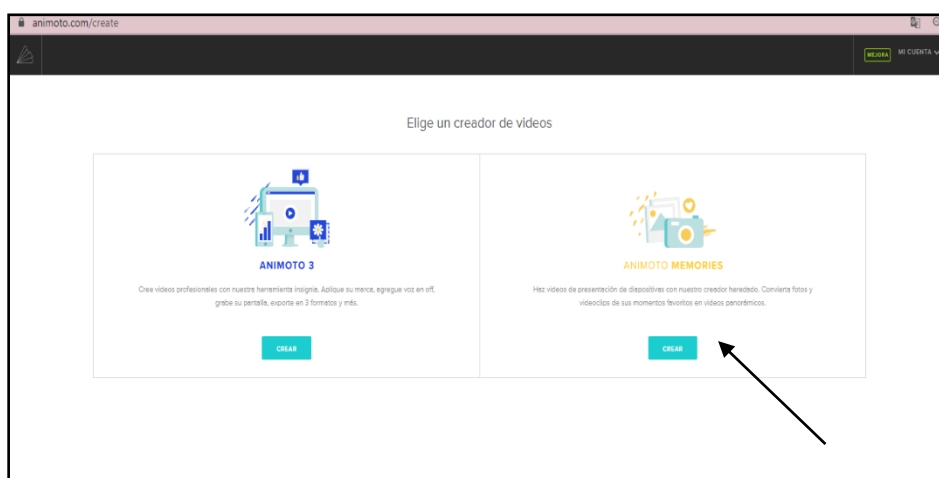 animoto.com/create
MEJORA
MI CUENTA
Elige un creador de videos
ANIMOTO 3
Cree videos profesionales con nuestra herramienta insignia. Aplique su marca, agregue voz en off,
grabe su pantalla, exporte en 3 formatos y más.
CREAR
ANIMOTO MEMORIES
Haz videos de presentación de diapositivas con nuestro creador heredado. Convierta fotos y
videoclips de sus momentos favoritos en videos panorámicos.
CREAR